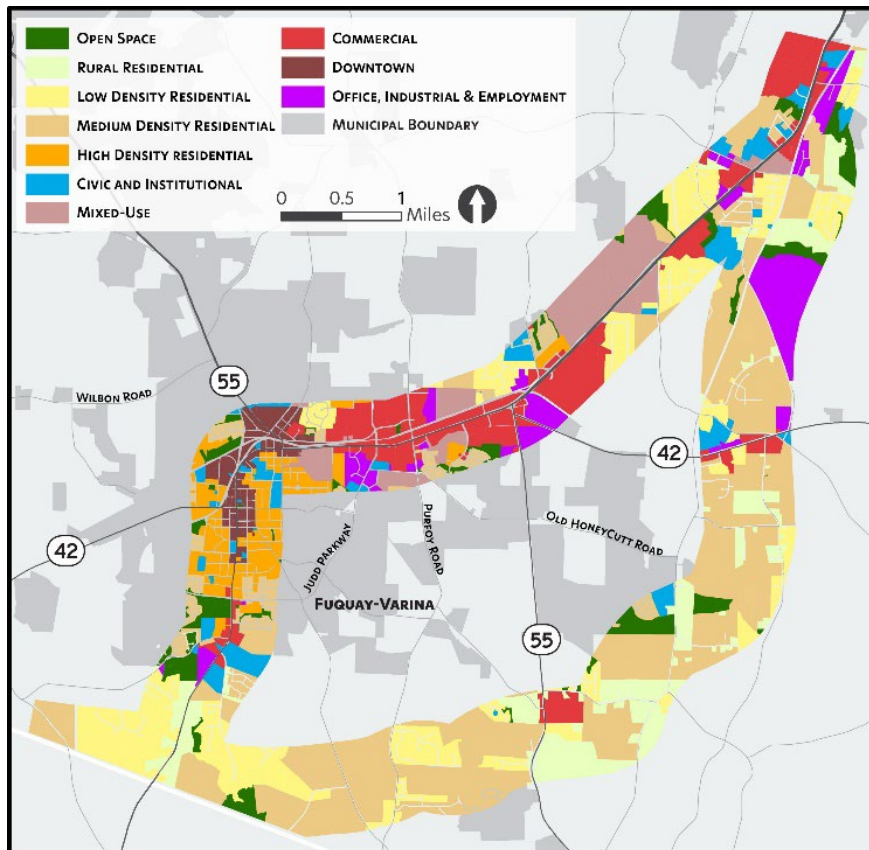 Open Space
Rural Residential
Low Density Residential
Medium Density Residential
High Density residential
Civic and Institutional
Mixed-Use
Commercial
Downtown
Office, Industrial & Employment
Municipal Boundary
0 0.5 1
Miles
55
Wilbon Road
42
42
Judd Parkway
Purfoy Road
Old HoneyCutt Road
Fuquay-Varina
55